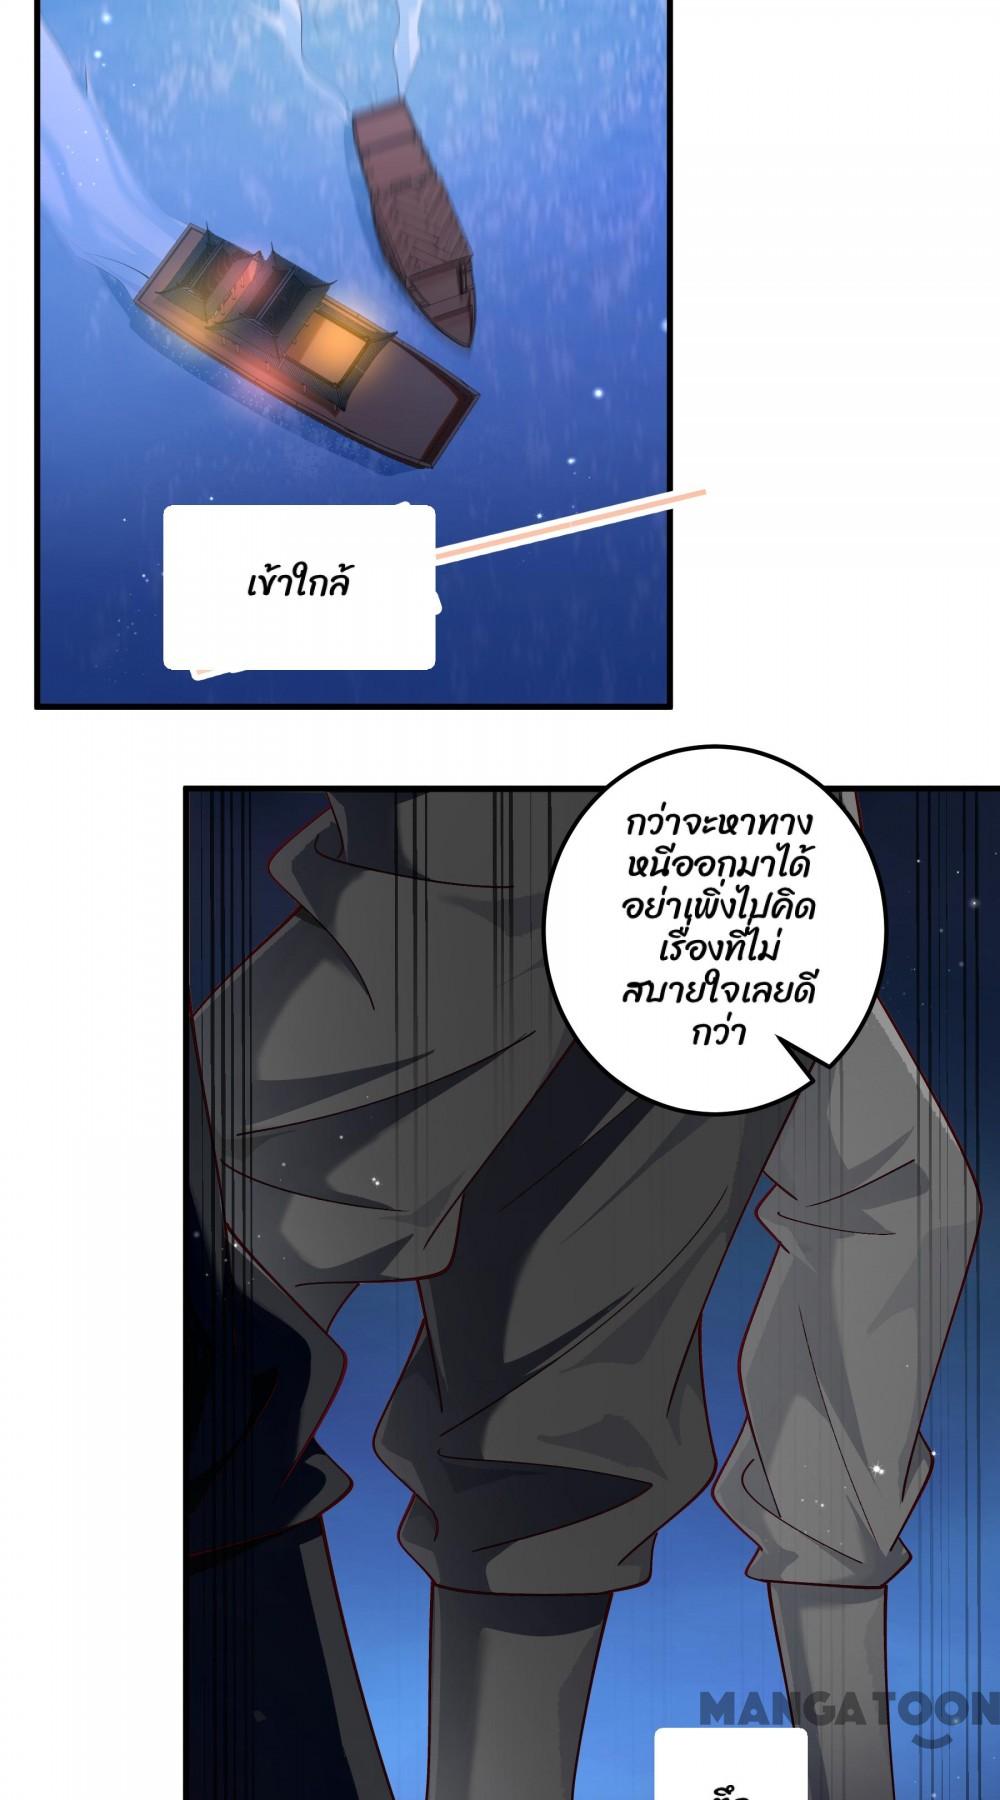 เข้าใกล้
กว่าจะหาทาง
หนีออกมาได้
อย่าเพิ่งไปคิด
เรื่องที่ไม่
สบายใจเลยดี
กว่า
MANGATOON